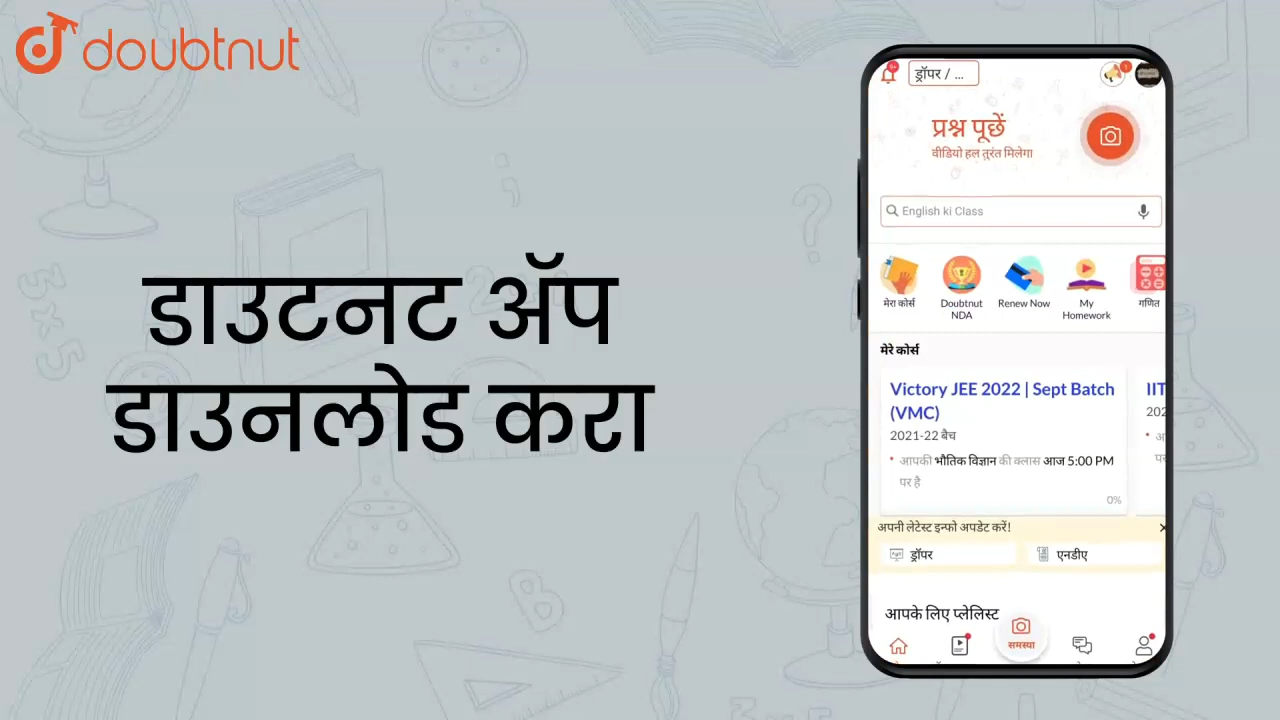 doubtnut
डाउटनट ॲप
डाउनलोड करा
ड्रॉपर / ...
प्रश्न पूछें
वीडियो हल तुरंत मिलेगा
English ki Class
मेरा कोर्स
Doubtnut
NDA
Renew Now
My
Homework
गणित
मेरे कोर्स
Victory JEE 2022 | Sept Batch
(VMC)
2021-22 बैच
आपकी भौतिक विज्ञान की क्लास आज 5:00 PM
पर है
0%
IIT
202
अपनी लेटेस्ट इन्फो अपडेट करें!
ड्रॉपर
एनडीए
आपके लिए प्लेलिस्ट
समस्या